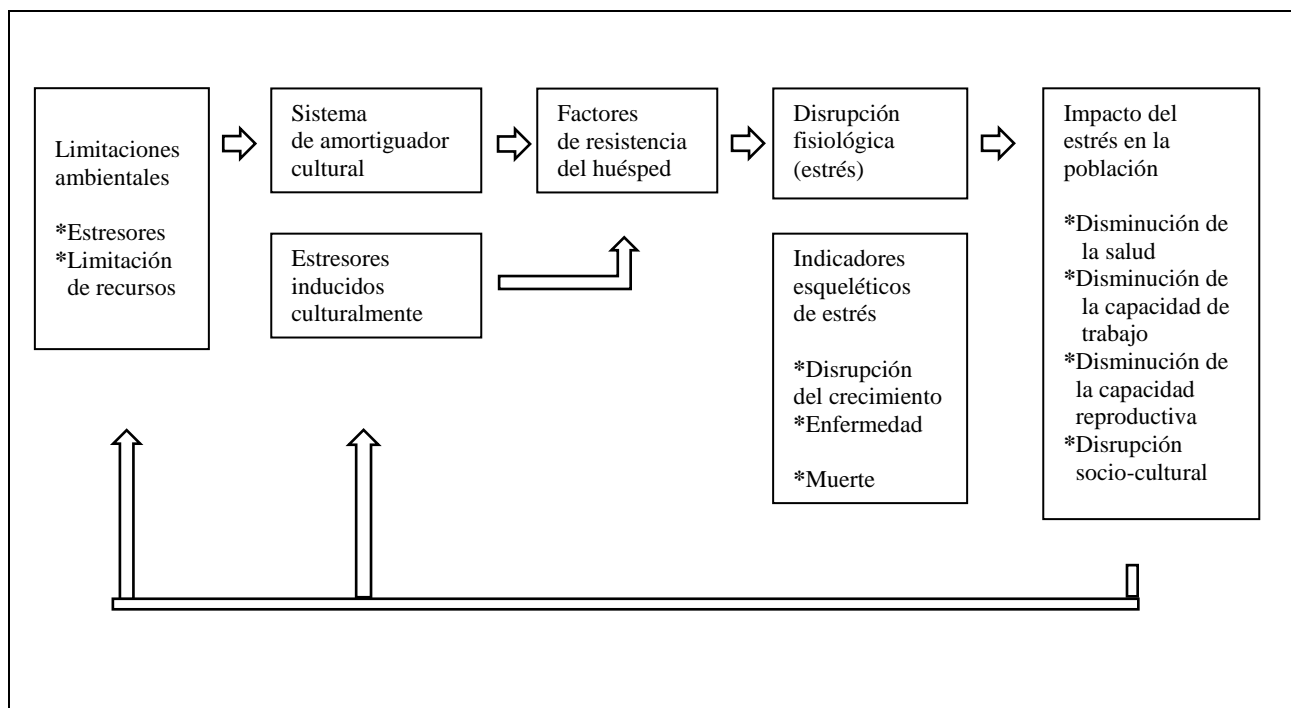 Limitaciones
ambientales
*Estresores
*Limitación
de recursos
Sistema
de amortiguador
cultural
Estresores
inducidos
culturalmente
Factores
de resistencia
del huésped
Disrupción
fisiológica
(estrés)
Indicadores
esqueléticos
de estrés
*Disrupción
del crecimiento
*Enfermedad
*Muerte
Impacto del
estrés en la
población
*Disminución de
la salud
*Disminución de
la capacidad de
trabajo
*Disminución de
la capacidad
reproductiva
*Disrupción
socio-cultural